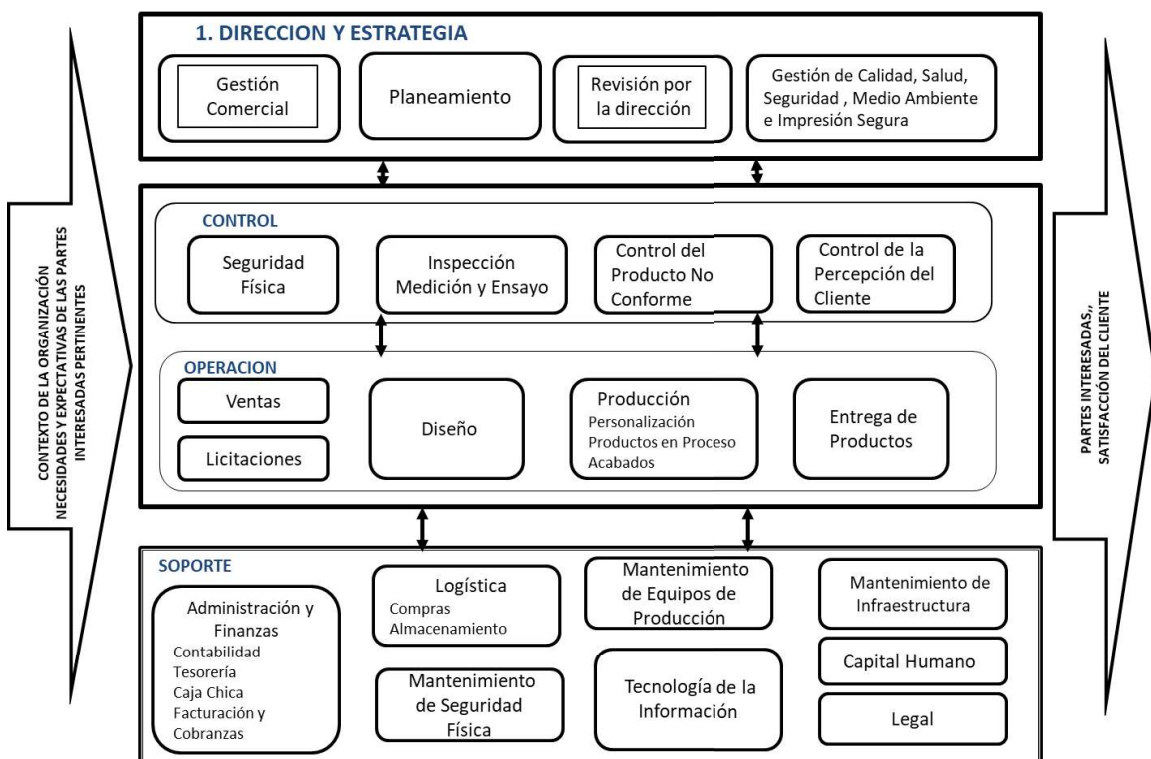 1. DIRECCION Y ESTRATEGIA
Gestión
Comercial
Planeamiento
Revisión por
la dirección
Gestión de Calidad, Salud,
Seguridad , Medio Ambiente
e Impresión Segura
CONTEXTO DE LA ORGANIZACIÓN
NECESIDADES Y EXPECTATIVAS DE LAS PARTES
INTERESADAS PERTINENTES
CONTROL
Seguridad
Física
Inspección
Medición y Ensayo
Control del
Producto No
Conforme
Control de la
Percepción del
Cliente
OPERACION
Ventas
Licitaciones
Diseño
Producción
Personalización
Productos en Proceso
Acabados
Entrega de
Productos
PARTES INTERESADAS,,
SATISFACCIÓN DEL CLIENTE
SOPORTE
Administración y
Finanzas
Contabilidad
Tesorería
Caja Chica
Facturación y
Cobranzas
Logística
Compras
Almacenamiento
Mantenimiento
de Seguridad
Física
Mantenimiento
de Equipos de
Producción
Tecnología de la
Información
Mantenimiento de
Infraestructura
Capital Humano
Legal